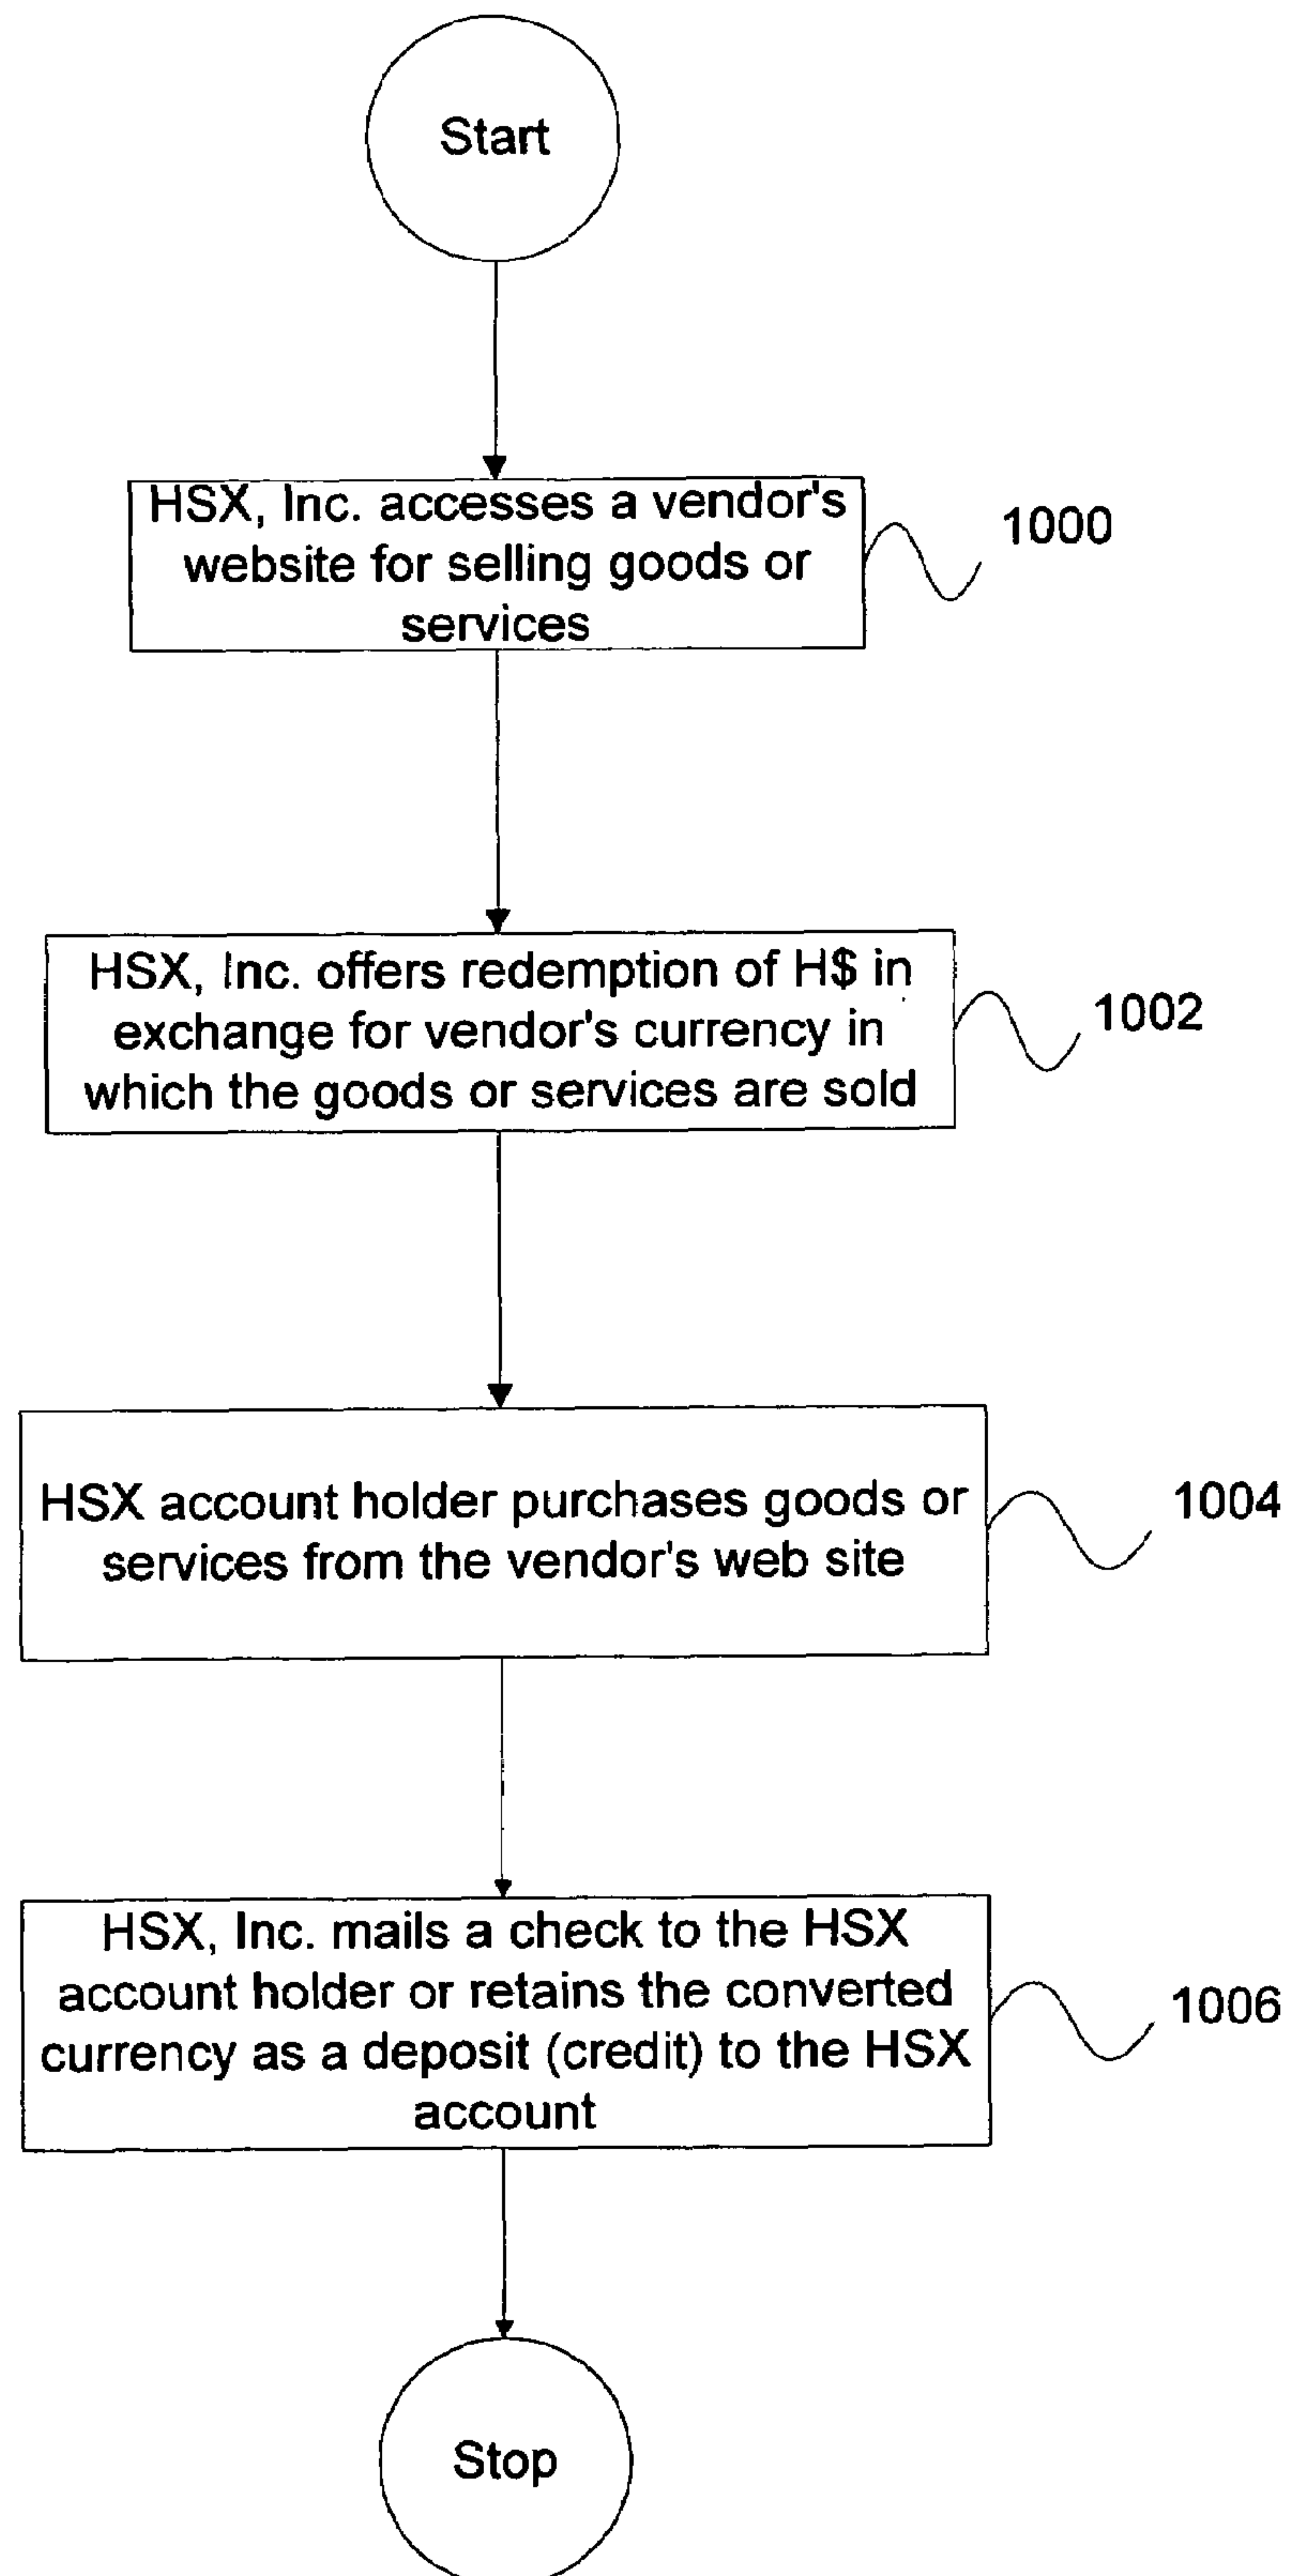 Start
HSX, Inc. accesses a vendor's
website for selling goods or
services
1000
HSX, Inc. offers redemption of H$ in
exchange for vendor's currency in
which the goods or services are sold
1002
HSX account holder purchases goods or
services from the vendor's web site
1004
HSX, Inc. mails a check to the HSX
account holder or retains the converted
currency as a deposit (credit) to the HSX
account
1006
Stop